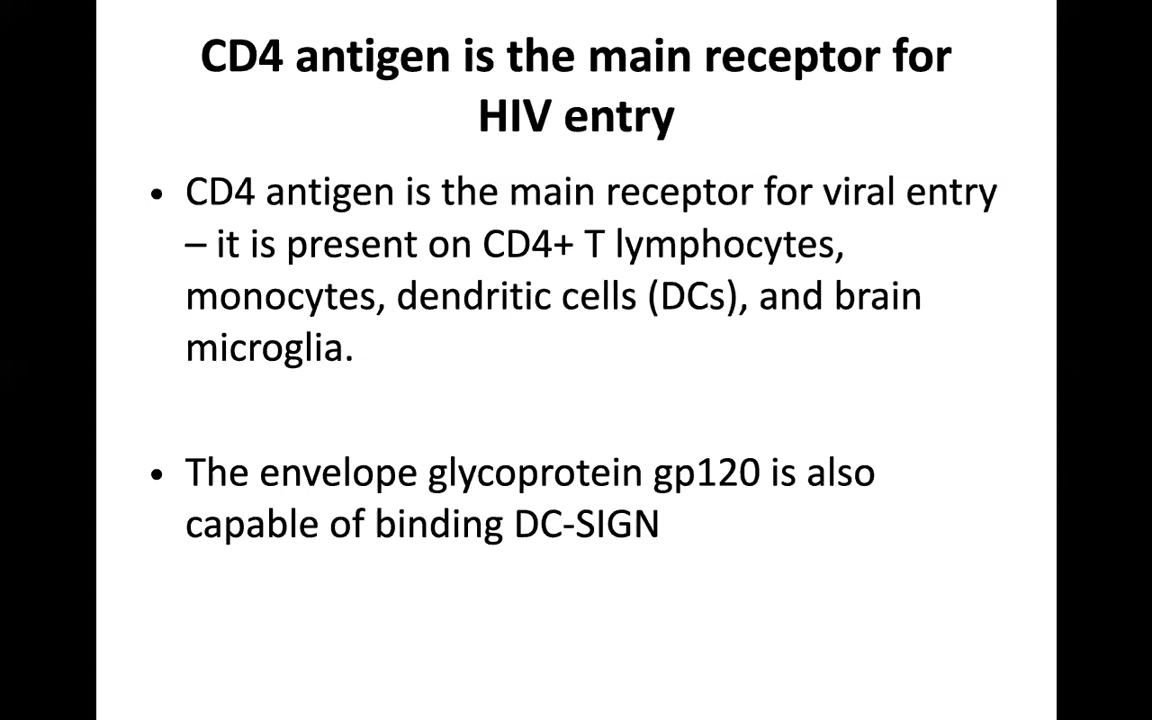 CD4 antigen is the main receptor for
HIV entry
• CD4 antigen is the main receptor for viral entry
– it is present on CD4+ T lymphocytes,
monocytes, dendritic cells (DCs), and brain
microglia.
• The envelope glycoprotein gp120 is also
capable of binding DC-SIGN